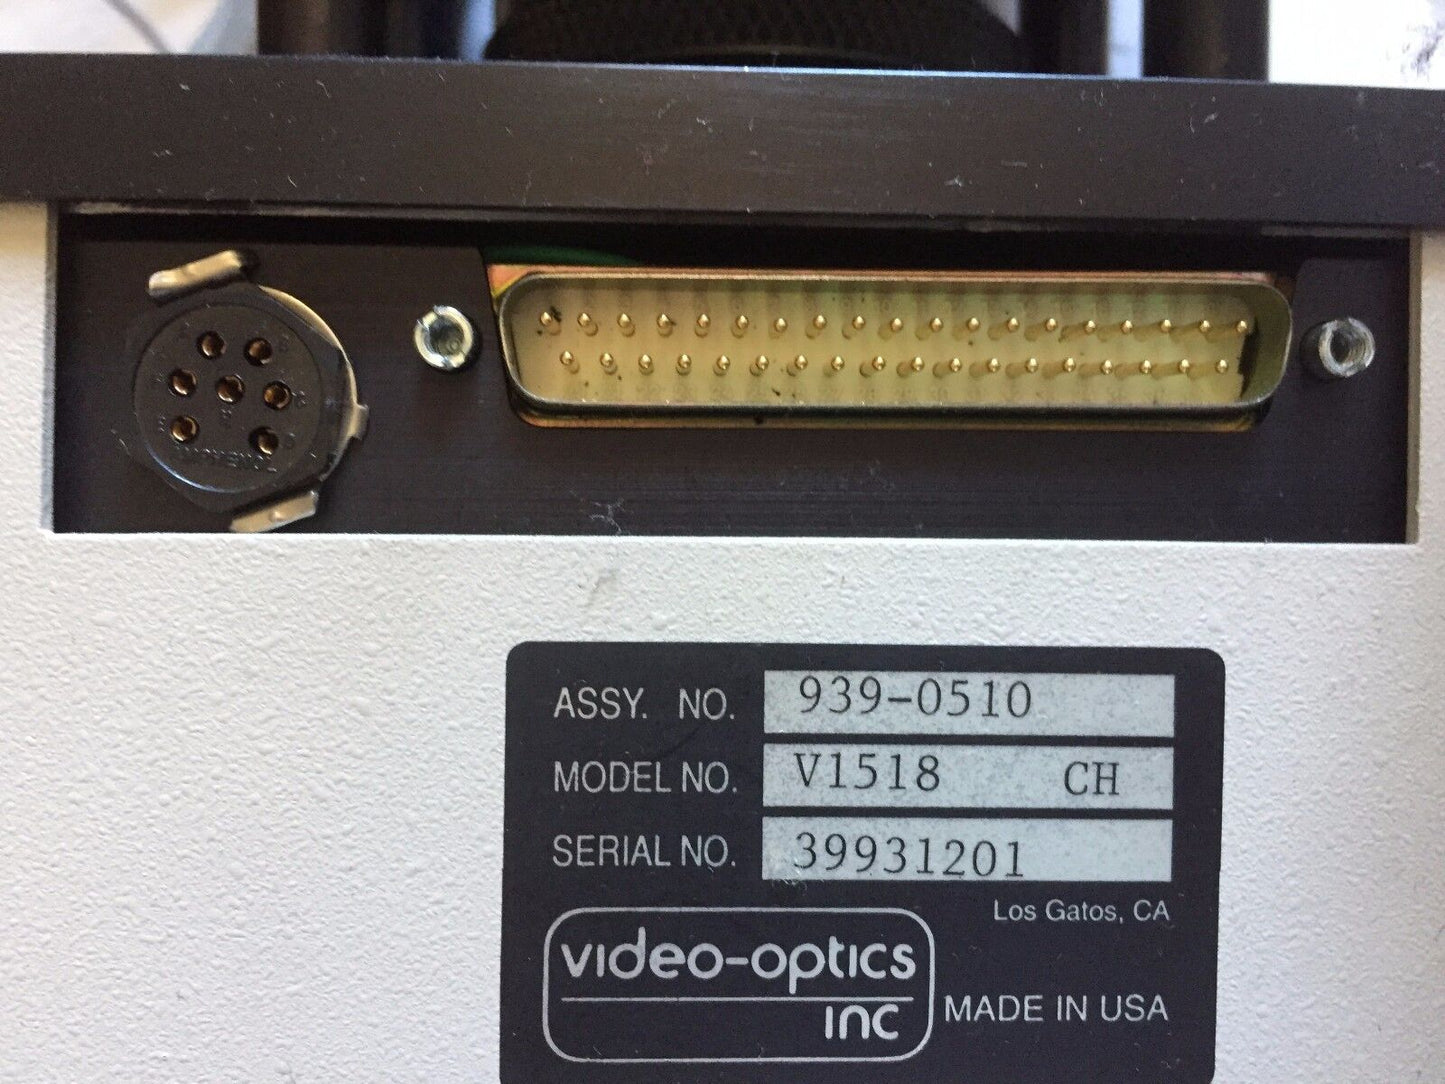 AMPHENOL
ASSY. NO. 939-0510
MODEL NO. V1518 CH
SERIAL NO. 39931201
Los Gatos, CA
video-optics
inc
MADE IN USA